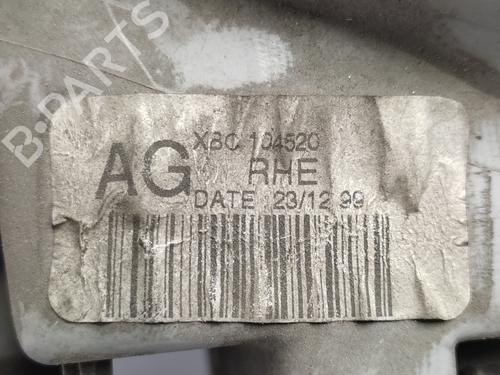 B-PARTS
AG
XBC 104520
RHE
DATE 23/12 99